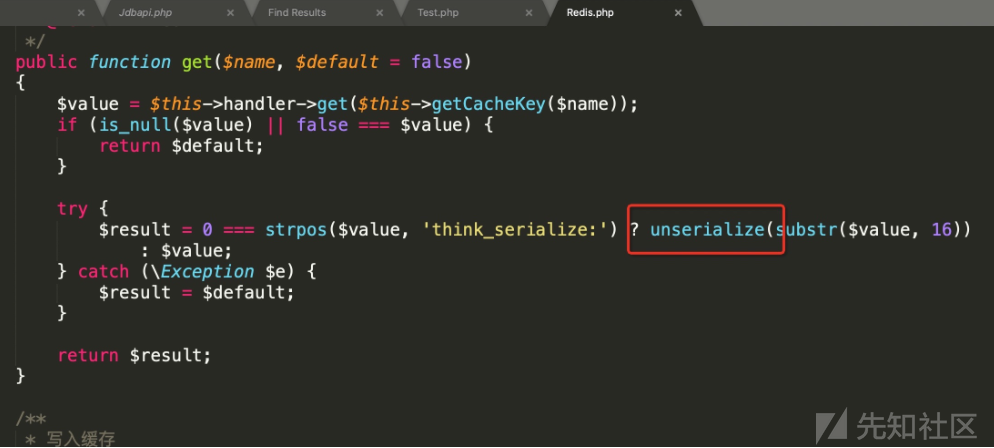 Jdbapi.php × Find Results × Test.php × Redis.php ×
*/
public function get($name, $default = false)
{
$value = $this->handler->get($this->getCacheKey($name));
if (is_null($value) || false === $value) {
return $default;
}
try {
$result = 0 === strpos($value, 'think_serialize:') ? unserialize(substr($value, 16))
: $value;
} catch (\Exception $e) {
$result = $default;
}
return $result;
}
/**
* 写入缓存
先知社区